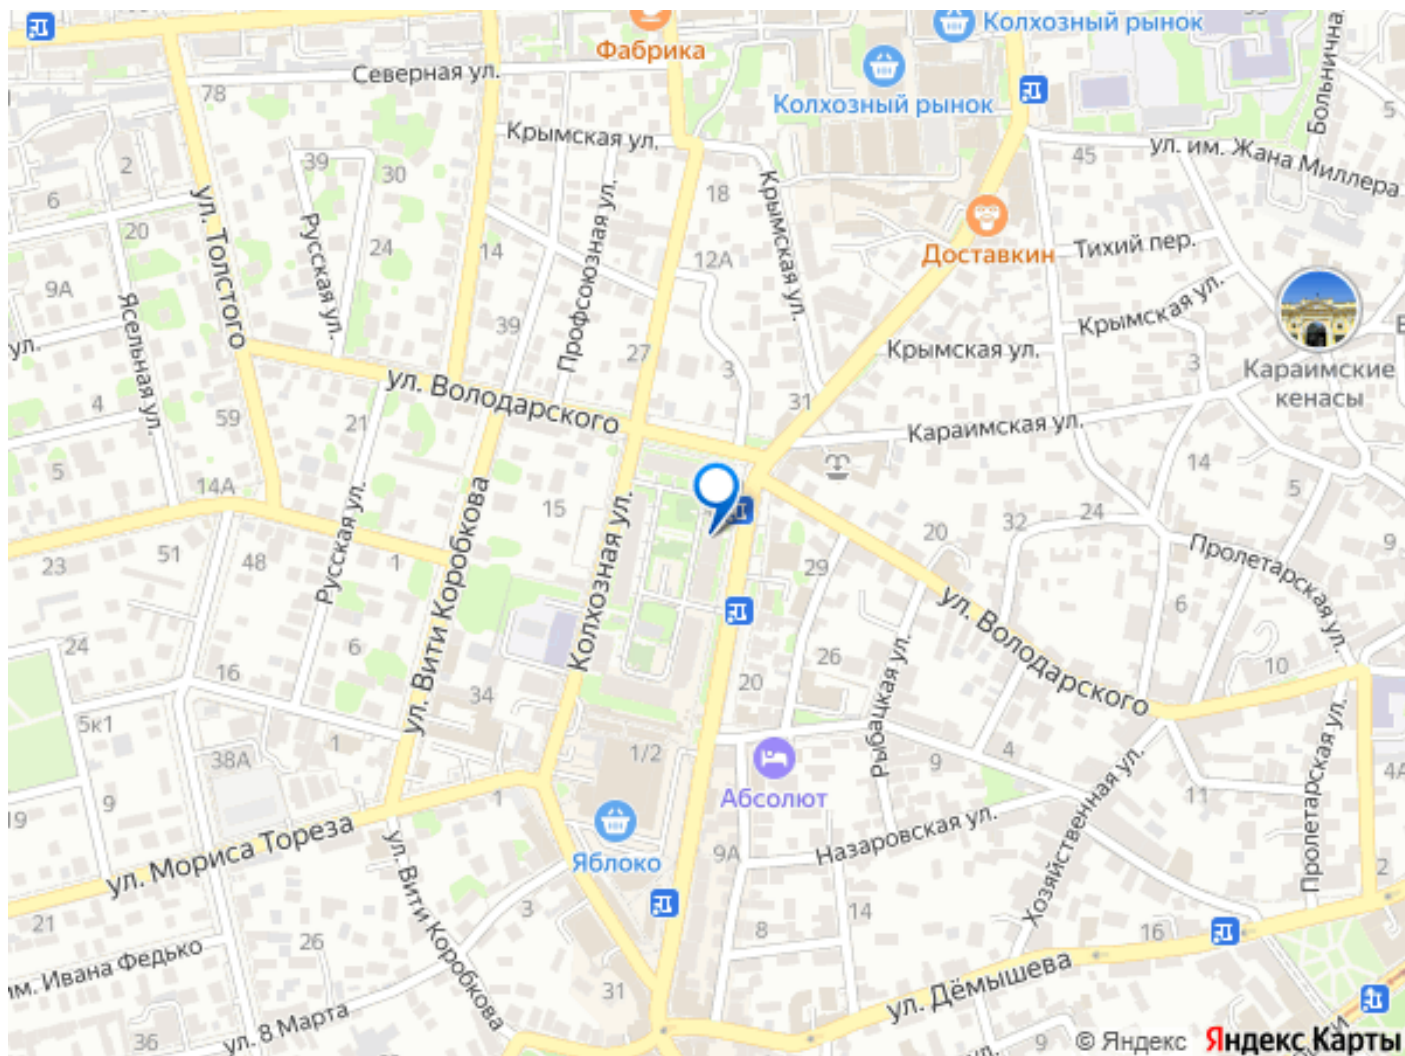 Колхозный рынок
Фабрика
Северная ул.
78
Колхозный рынок
Больнична
5
Крымская ул.
ул. им. Жана Миллера
45
39
2
30
18
6
ул. Толстого
Русская ул.
Профсоюзная ул.
Крымская ул.
20
24
14
12А
Доставкин
Тихий пер.
9А
Ясельная ул.
39
Крымская ул.
27
Крымская ул.
ул.
3
3
Караимские
кенасы
ул. Володарского
4
59
21
31
Караимская ул.
5
14А
14
5
15
24
32
20
Русская ул.
ул. Вити Коробкова
Колхозная ул.
Пролетарская ул.
9
51
48
23
1
29
6
ул. Володарского
24
6
26
10
16
34
20
Рыбацкая ул.
5к1
1
1/2
9
4
38А
Абсолют
Хозяйственная ул.
Пролетарская ул.
4А
11
9
1
19
ул. Мориса Тореза
Яблоко
9А
Назаровская ул.
2
ул. Вити Коробкова
21
3
14
8
16
26
им. Ивана Федько
31
ул. Дёмышева
36
ул. 8 Марта
ул.
9
© Яндекс
Яндекс Карты